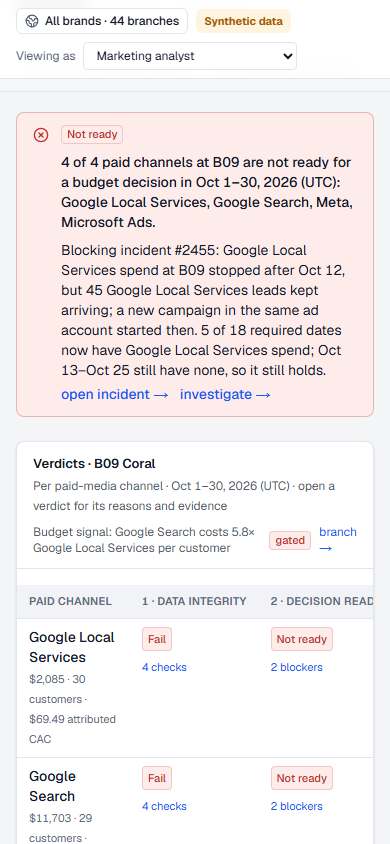 All brands · 44 branches
Synthetic data
Viewing as
Marketing analyst
Not ready
4 of 4 paid channels at B09 are not ready for
a budget decision in Oct 1–30, 2026 (UTC):
Google Local Services, Google Search, Meta,
Microsoft Ads.
Blocking incident #2455: Google Local
Services spend at B09 stopped after Oct 12,
but 45 Google Local Services leads kept
arriving; a new campaign in the same ad
account started then. 5 of 18 required dates
now have Google Local Services spend; Oct
13–Oct 25 still have none, so it still holds.
open incident → investigate →
Verdicts · B09 Coral
Per paid-media channel · Oct 1–30, 2026 (UTC) · open a
verdict for its reasons and evidence
Budget signal: Google Search costs 5.8×
Google Local Services per customer
gated
branch
→
PAID CHANNEL
1 · DATA INTEGRITY
2 · DECISION READ
Google Local
Services
$2,085 · 30
customers ·
$69.49 attributed
CAC
Fail
4 checks
Not ready
2 blockers
Google
Search
$11,703 · 29
customers ·
Fail
4 checks
Not ready
2 blockers